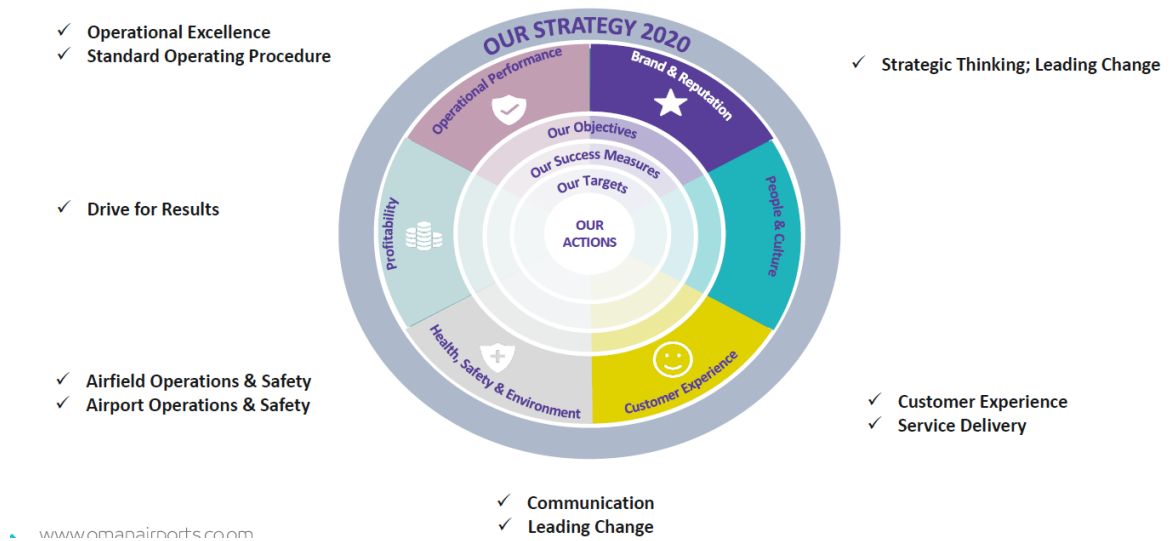 ✓ Operational Excellence
✓ Standard Operating Procedure
OUR STRATEGY 2020
✓ Strategic Thinking; Leading Change
Operational Performance
Brand & Reputation
Our Objectives
Our Success Measures
Our Targets
OUR
ACTIONS
✓ Drive for Results
Profitability
People & Culture
Health, Safety & Environment
Customer Experience
✓ Airfield Operations & Safety
✓ Airport Operations & Safety
✓ Customer Experience
✓ Service Delivery
✓ Communication
✓ Leading Change
www.omanairports.co.om